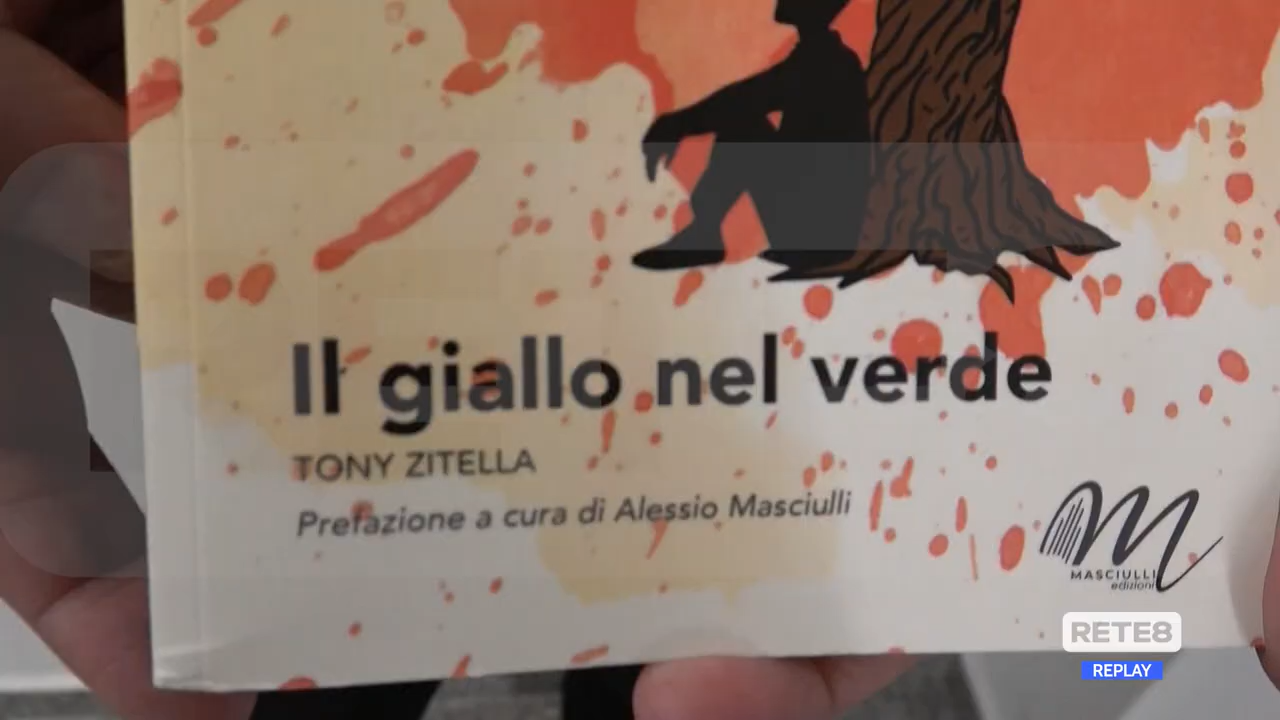 Il giallo nel verde
TONY ZITELLA
Prefazione a cura di Alessio Masciulli
MASCIULLI
edizioni
RETE8
REPLAY